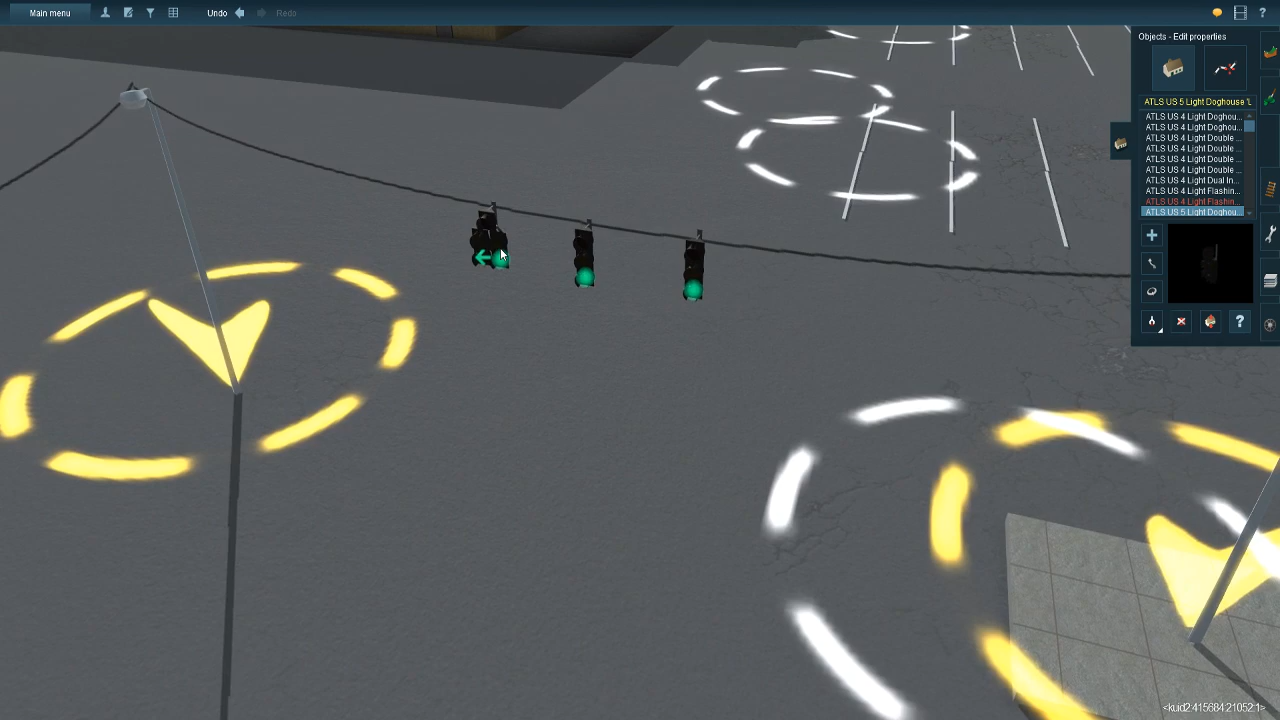 Main menu
Undo
Redo
?
Objects - Edit properties
ATLS US 5 Light Doghouse
ATLS US 4 Light Doghou...
ATLS US 4 Light Doghou...
ATLS US 4 Light Double ...
ATLS US 4 Light Double ...
ATLS US 4 Light Double ...
ATLS US 4 Light Double ...
ATLS US 4 Light Dual In...
ATLS US 4 Light Flashin...
ATLS US 4 Light Flashin...
ATLS US 5 Light Doghou...
?
<kuid2:415684:21052:1>